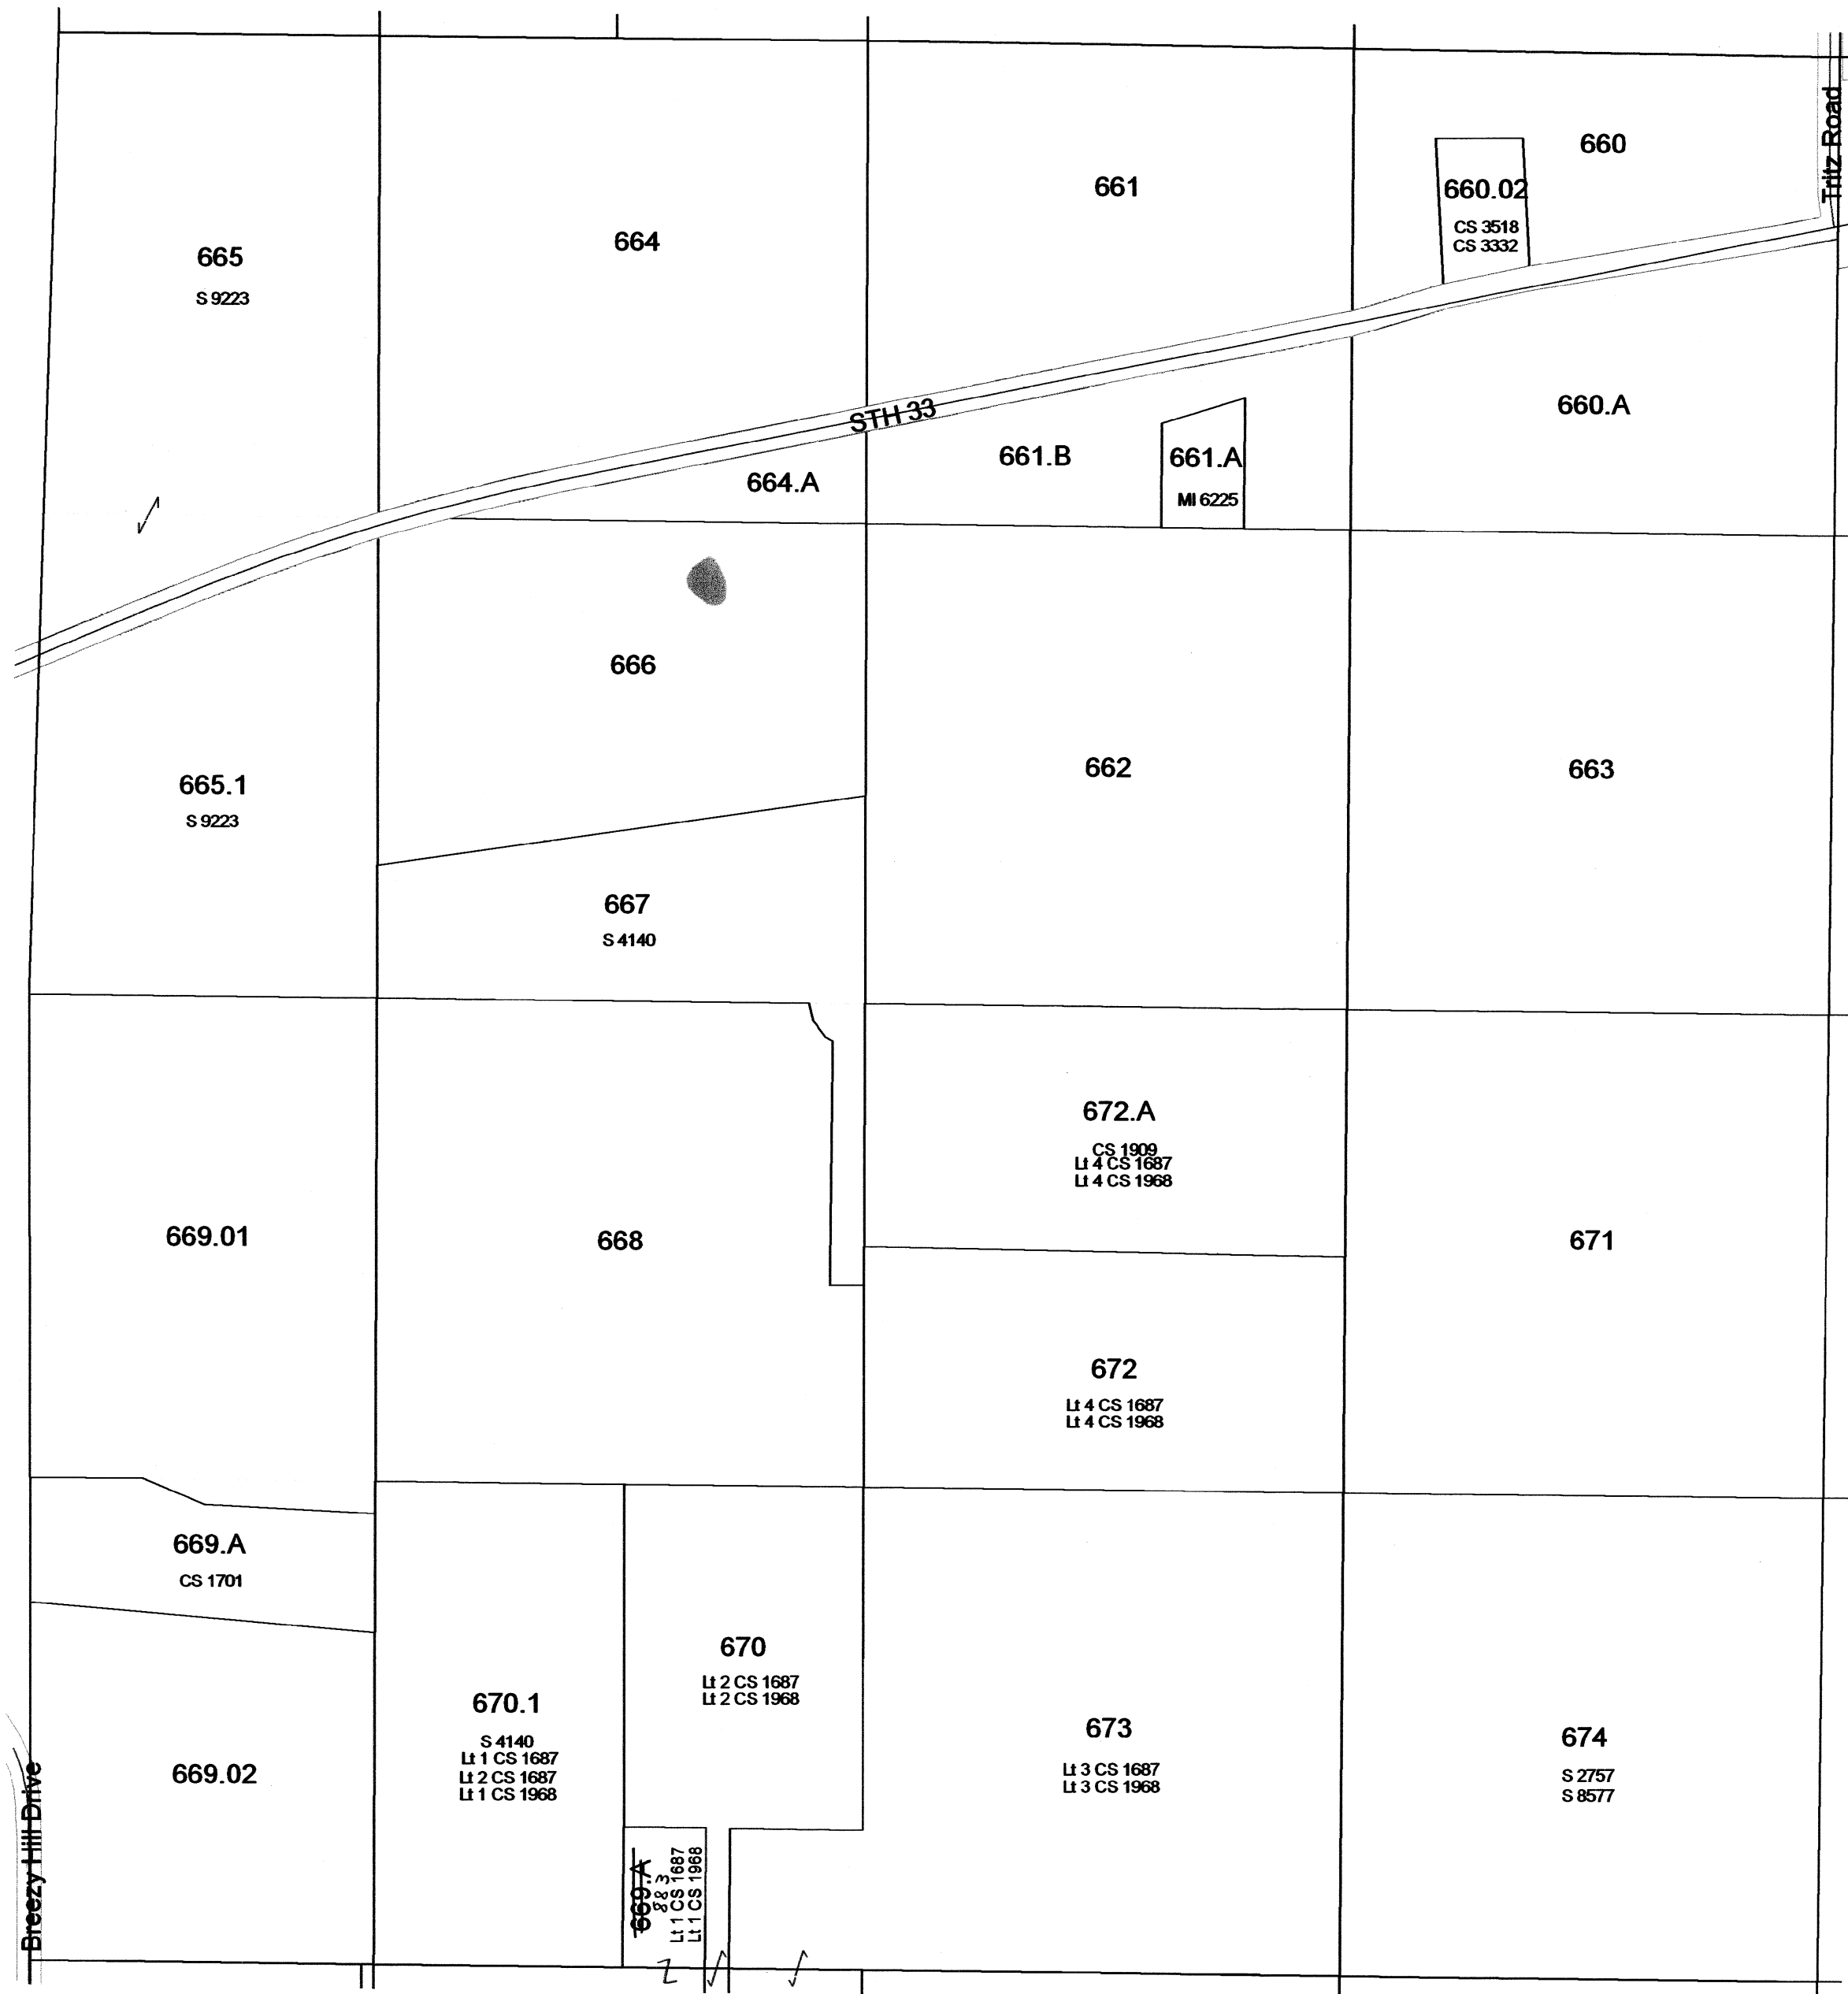 Tritz Road
660
660.02
CS 3518
CS 3332
661
664
665
S 9223
STH 33
660.A
661.B
661.A
MI 6225
664.A
666
662
663
665.1
S 9223
667
S 4140
672.A
CS 1909
Lt 4 CS 1687
Lt 4 CS 1968
669.01
668
671
672
Lt 4 CS 1687
Lt 4 CS 1968
669.A
CS 1701
670
Lt 2 CS 1687
Lt 2 CS 1968
670.1
S 4140
Lt 1 CS 1687
Lt 2 CS 1687
Lt 1 CS 1968
673
Lt 3 CS 1687
Lt 3 CS 1968
674
S 2757
S 8577
669.02
Breezy Hill Drive
669.A
883
Lt 1 CS 1687
Lt 1 CS 1968